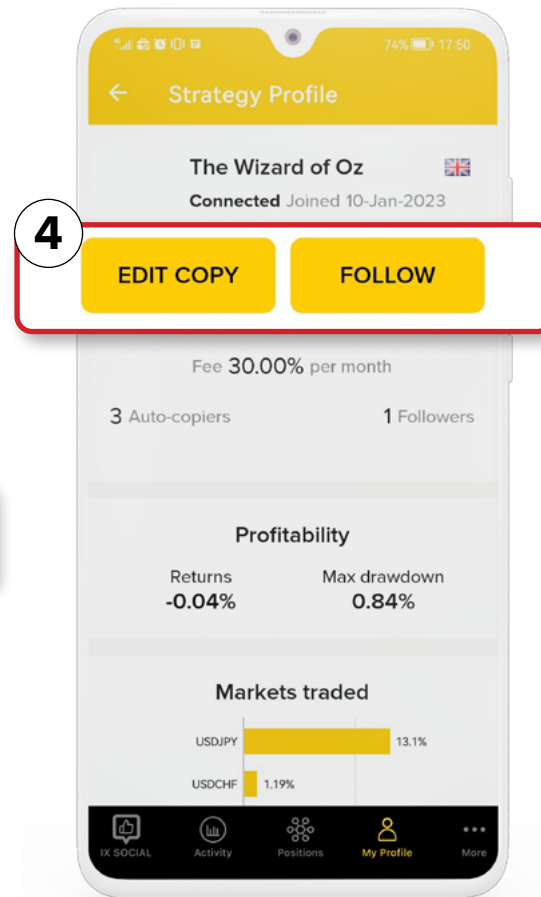 74% 17:50
Strategy Profile
The Wizard of Oz
Connected Joined 10-Jan-2023
4
EDIT COPY FOLLOW
Fee 30.00% per month
3 Auto-copiers 1 Followers
Profitability
Returns Max drawdown
-0.04% 0.84%
Markets traded
USDJPY 13.1%
USDCHF 1.19%
IX SOCIAL Activity Positions My Profile More